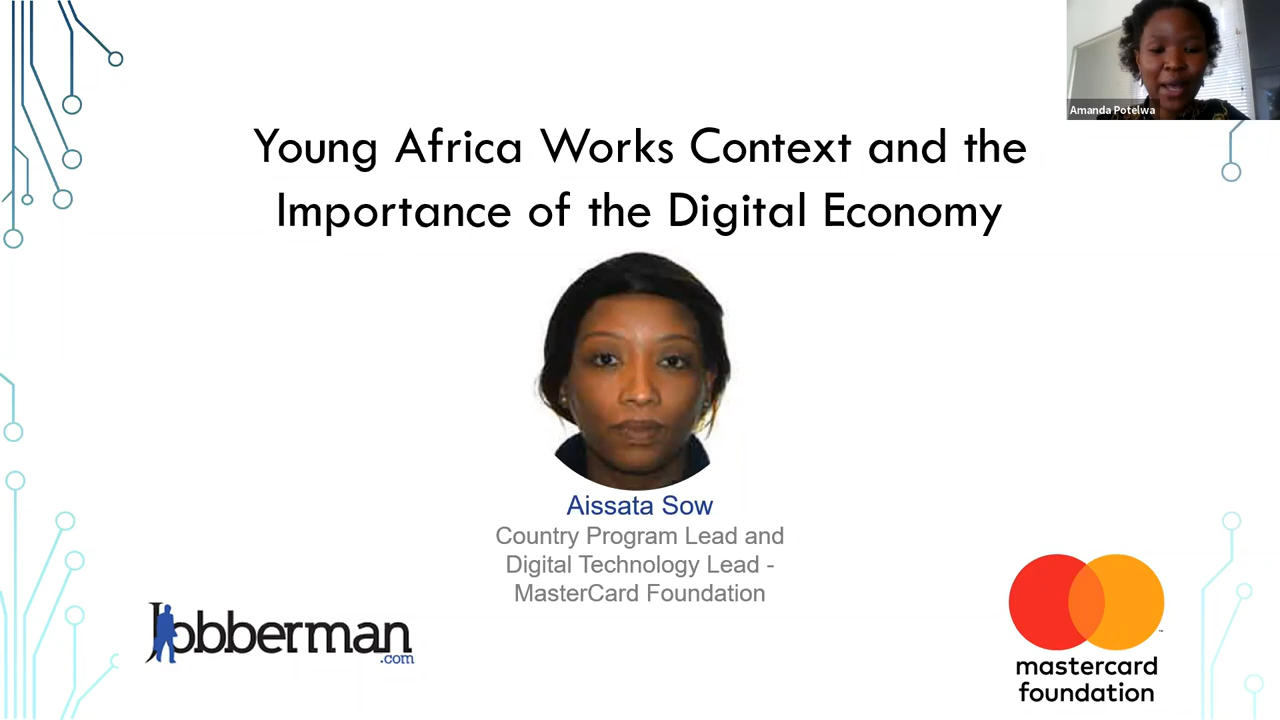 Amanda Potelwa
Young Africa Works Context and the
Importance of the Digital Economy
Aissata Sow
Country Program Lead and
Digital Technology Lead -
MasterCard Foundation
Jobberman
.com
mastercard
foundation